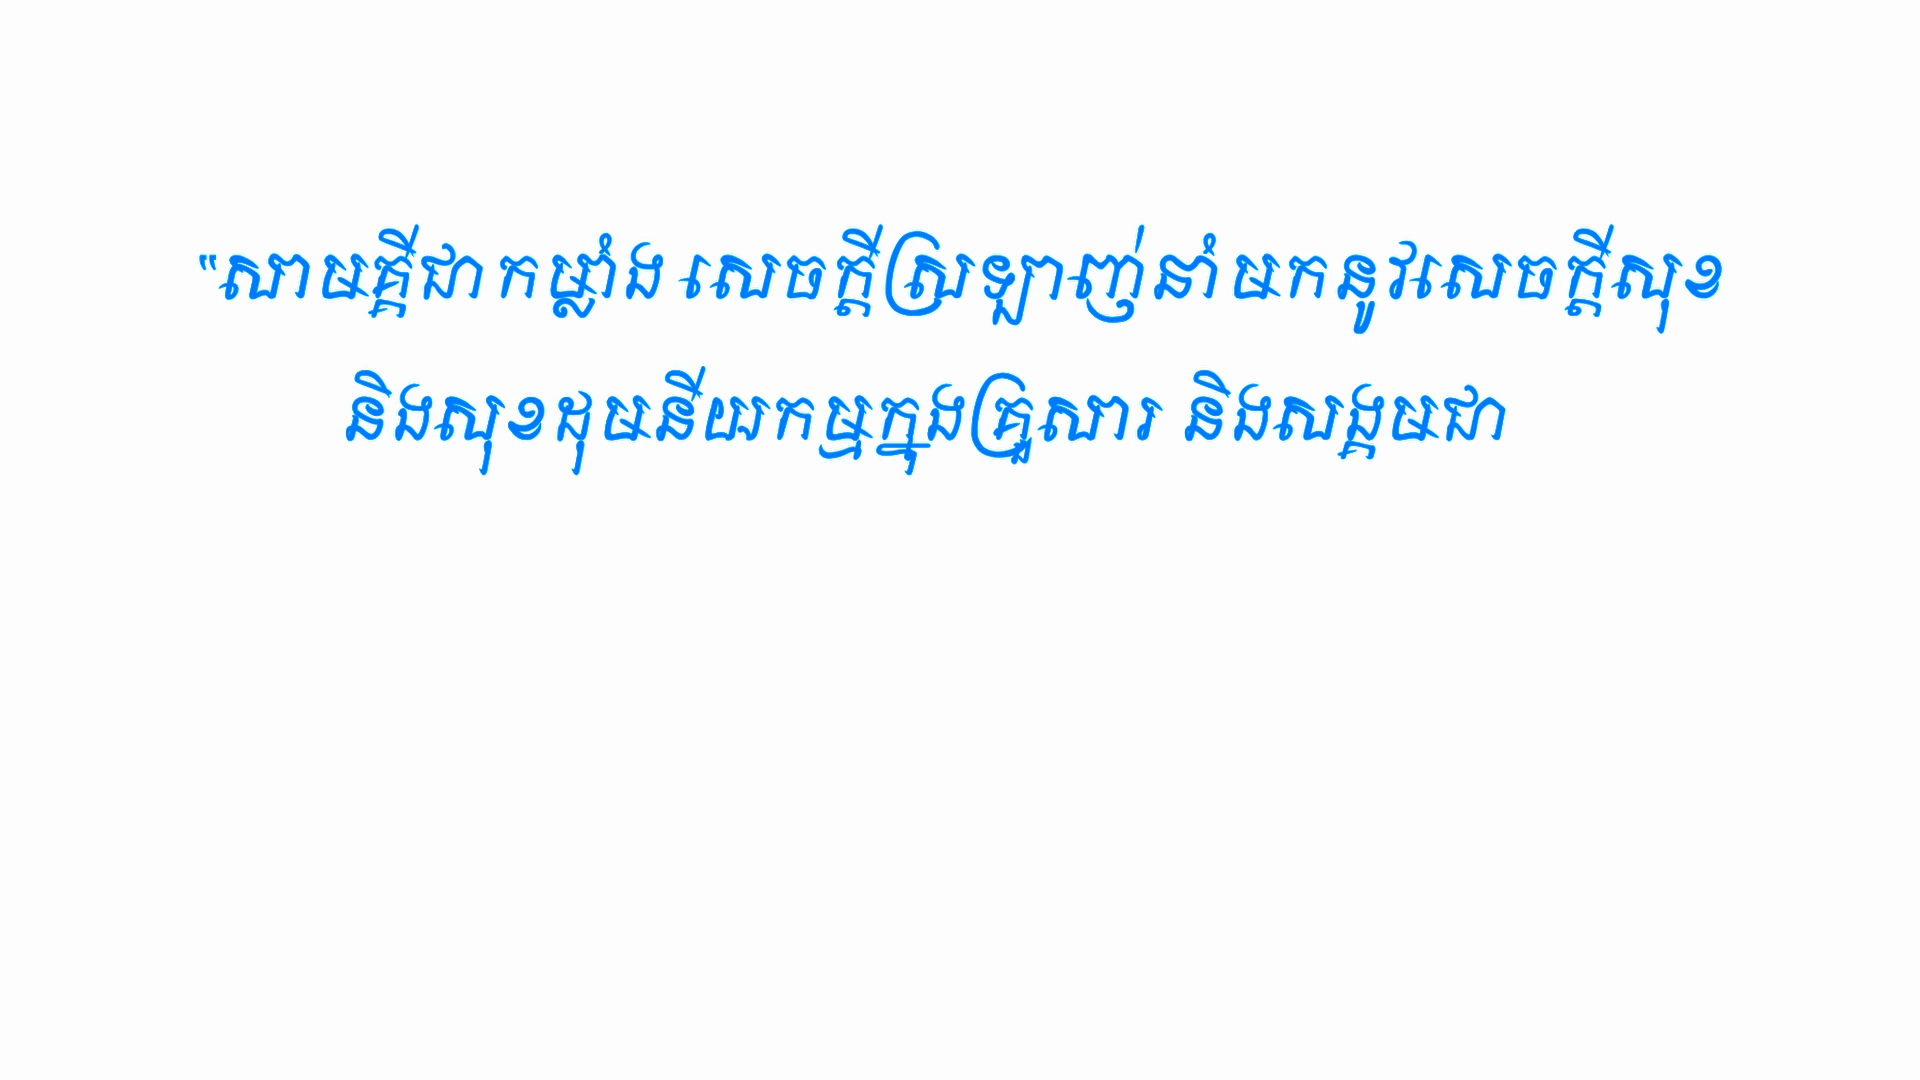 “សាមគ្គីជាកម្លាំង សេចក្ដីស្រឡាញ់នាំមកនូវសេចក្ដីសុខ
និងសុខដុមនីយកម្មក្នុងគ្រួសារ និងសង្គមជា